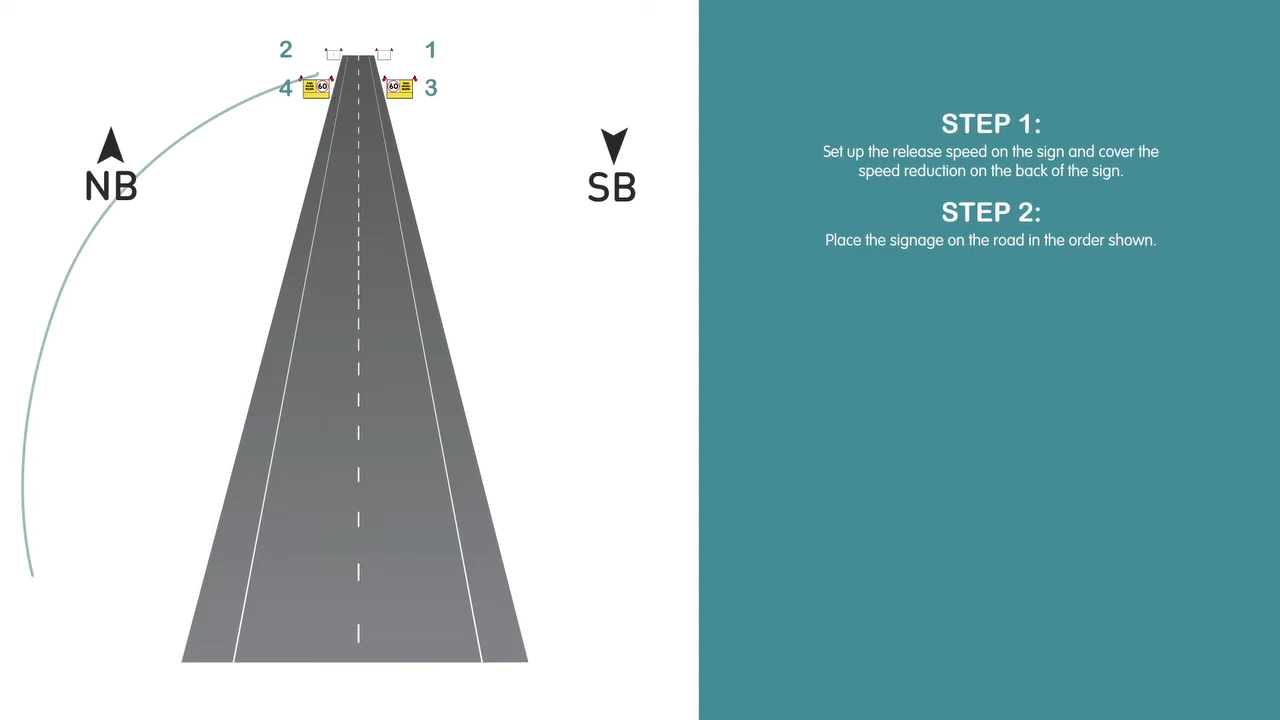 2
1
4
60
60
3
NB
SB
STEP 1:
Set up the release speed on the sign and cover the
speed reduction on the back of the sign.
STEP 2:
Place the signage on the road in the order shown.